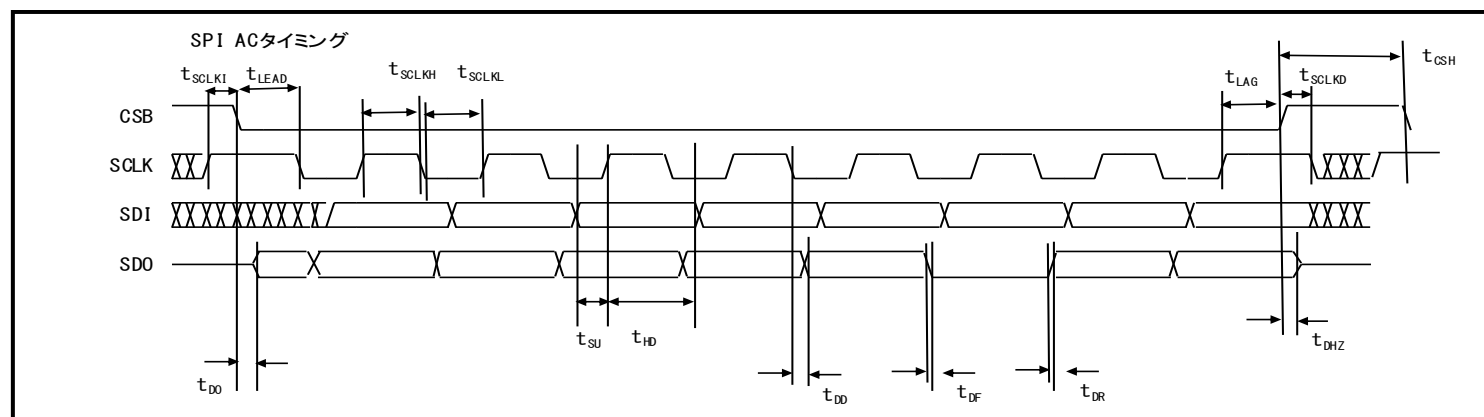 SPI ACタイミング
tSCLKI
tLEAD
tSCLKH
tSCLKL
tLAG
tSCLKD
tCSH
CSB
SCLK
SDI
SDO
tSU
tHD
tDHZ
tDO
tDD
tDF
tDR